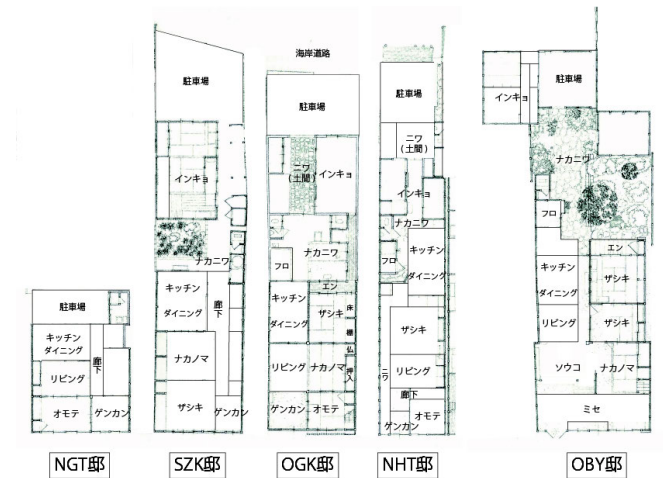 駐車場
キッチン
ダイニング
廊下
リビング
オモテ
ゲンカン
NGT邸
駐車場
インキョ
ナカニワ
キッチン
ダイニング
廊下
ナカノマ
ザシキ
ゲンカン
SZK邸
海岸道路
駐車場
ニワ
(土間)
インキョ
ナカニワ
フロ
エン
キッチン
ダイニング
ザシキ
床
棚
仏
リビング
ナカノマ
押入
ゲンカン
オモテ
OGK邸
駐車場
ニワ
(土間)
インキョ
ナカニワ
フロ
キッチン
ダイニング
ザシキ
ニワ
リビング
廊下
オモテ
ゲンカン
NHT邸
インキョ
駐車場
ナカニワ
フロ
エン
キッチン
ダイニング
ザシキ
リビング
ザシキ
ソウコ
ナカノマ
ミセ
OBY邸